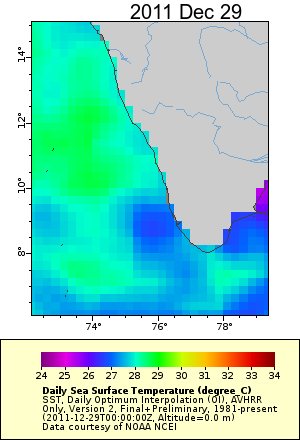 2011 Dec 29
14°
12°
10°
8°
74° 76° 78°
24 25 26 27 28 29 30 31 32 33 34
Daily Sea Surface Temperature (degree_C)
SST, Daily Optimum Interpolation (OI), AVHRR
Only, Version 2, Final+Preliminary, 1981-present
(2011-12-29T00:00:00Z, Altitude=0.0 m)
Data courtesy of NOAA NCEI